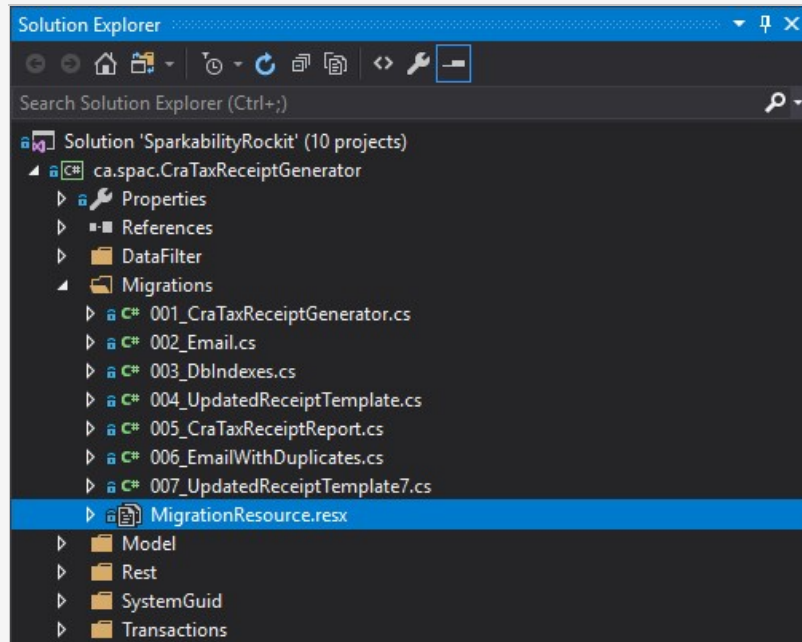 Solution Explorer
Search Solution Explorer (Ctrl+;)
Solution 'SparkabilityRockit' (10 projects)
C# ca.spac.CraTaxReceiptGenerator
Properties
References
DataFilter
Migrations
C# 001_CraTaxReceiptGenerator.cs
C# 002_Email.cs
C# 003_DbIndexes.cs
C# 004_UpdatedReceiptTemplate.cs
C# 005_CraTaxReceiptReport.cs
C# 006_EmailWithDuplicates.cs
C# 007_UpdatedReceiptTemplate7.cs
MigrationResource.resx
Model
Rest
SystemGuid
Transactions